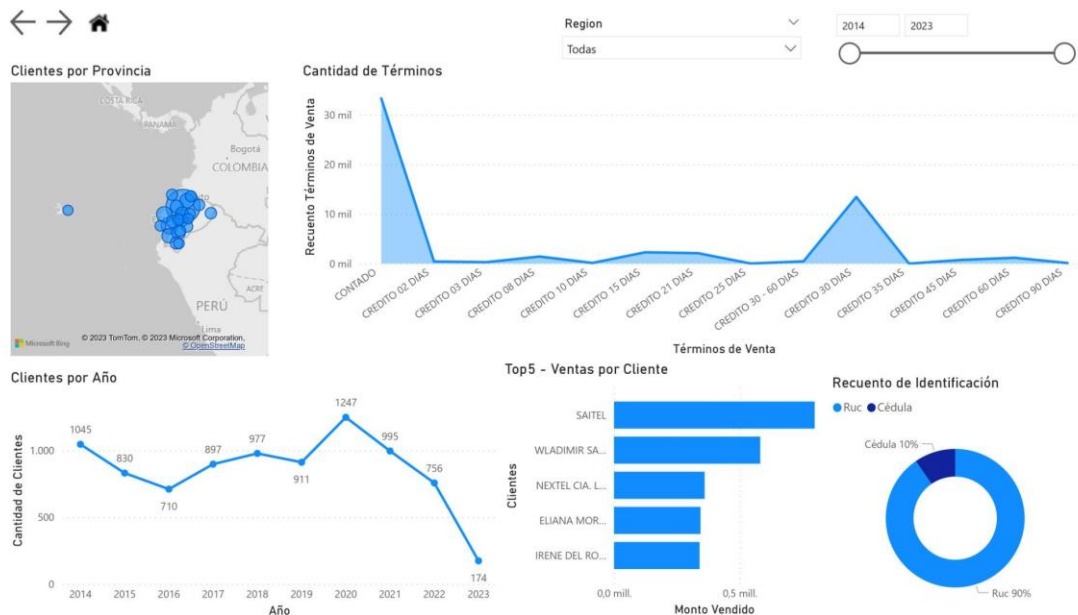 Region
Todas
2014 2023
Clientes por Provincia
COSTA RICA
PANAMÁ
Bogotá
COLOMBIA
PERÚ
ACRE
Lima
Microsoft Bing
© 2023 TomTom, © 2023 Microsoft Corporation,
© OpenStreetMap
Cantidad de Términos
Recuento Términos de Venta
30 mil
20 mil
10 mil
0 mil
CONTADO
CREDITO 02 DIAS
CREDITO 03 DIAS
CREDITO 08 DIAS
CREDITO 10 DIAS
CREDITO 15 DIAS
CREDITO 21 DIAS
CREDITO 25 DIAS
CREDITO 30 - 60 DIAS
CREDITO 30 DIAS
CREDITO 35 DIAS
CREDITO 45 DIAS
CREDITO 60 DIAS
CREDITO 90 DIAS
Términos de Venta
Clientes por Año
Cantidad de Clientes
1.000
500
0
1045
830
710
897
977
911
1247
995
756
174
2014 2015 2016 2017 2018 2019 2020 2021 2022 2023
Año
Top5 - Ventas por Cliente
Clientes
SAITEL
WLADIMIR SA...
NEXTEL CIA. L...
ELIANA MOR...
IRENE DEL RO...
0,0 mill. 0,5 mill.
Monto Vendido
Recuento de Identificación
Ruc Cédula
Cédula 10%
Ruc 90%